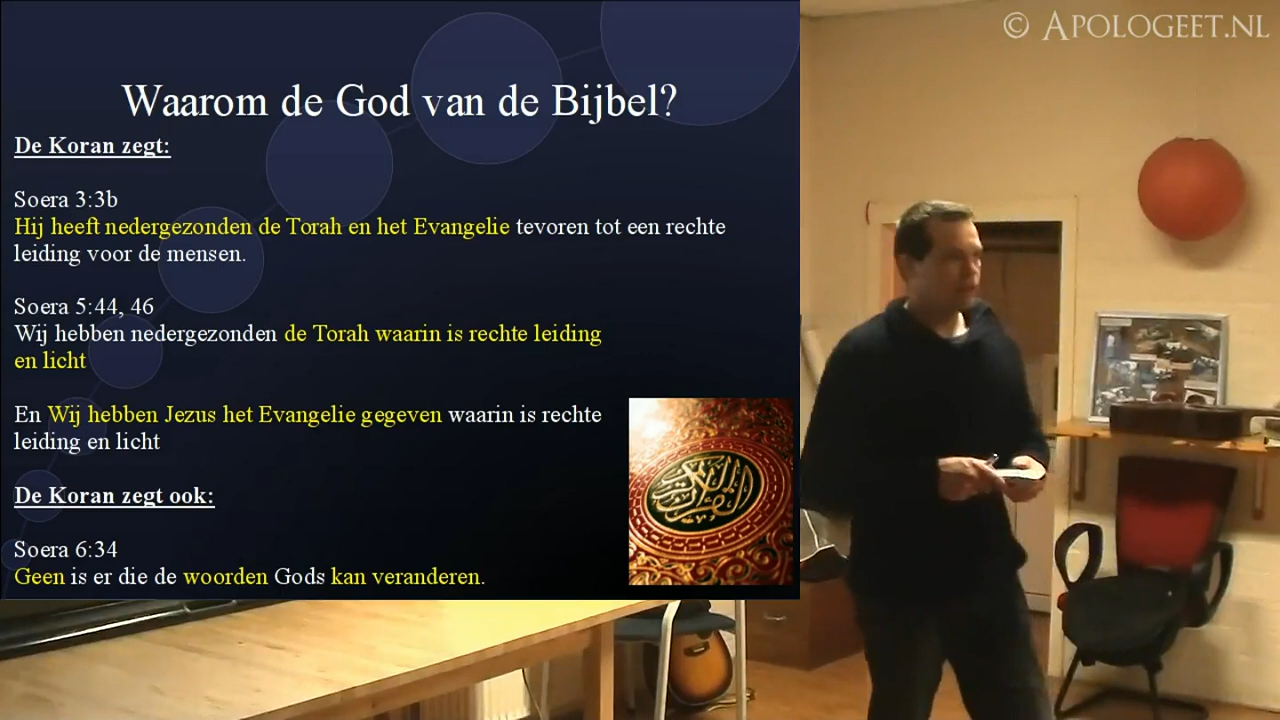 © APOLOGEET.NL
Waarom de God van de Bijbel?
De Koran zegt:
Soera 3:3b
Hij heeft nedergezonden de Torah en het Evangelie tevoren tot een rechte
leiding voor de mensen.
Soera 5:44, 46
Wij hebben nedergezonden de Torah waarin is rechte leiding
en licht
En Wij hebben Jezus het Evangelie gegeven waarin is rechte
leiding en licht
De Koran zegt ook:
Soera 6:34
Geen is er die de woorden Gods kan veranderen.